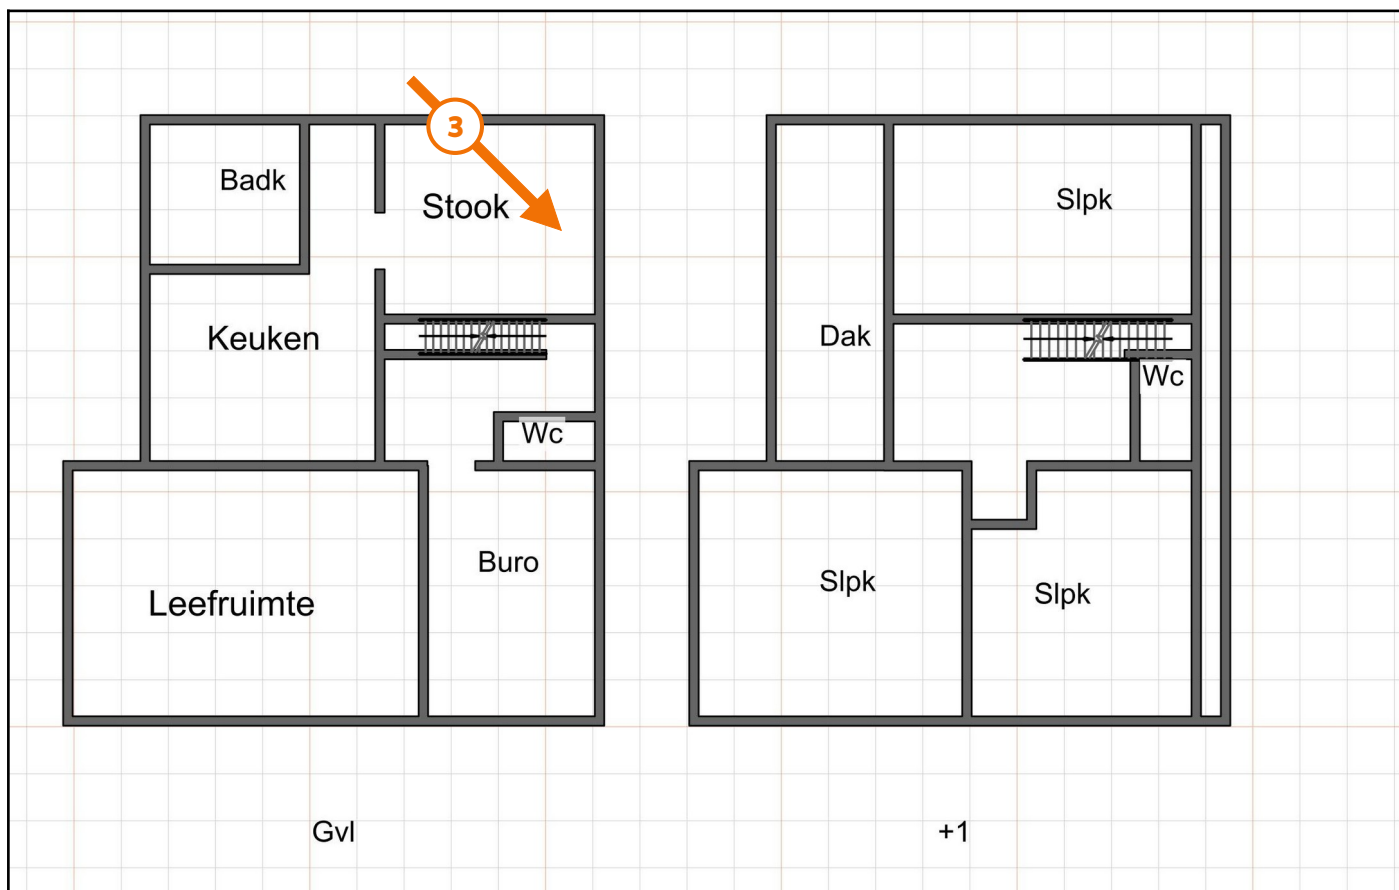 3
Badk
Stook
Keuken
Wc
Buro
Leefruimte
Gvl
Slpk
Dak
Wc
Slpk
Slpk
+1